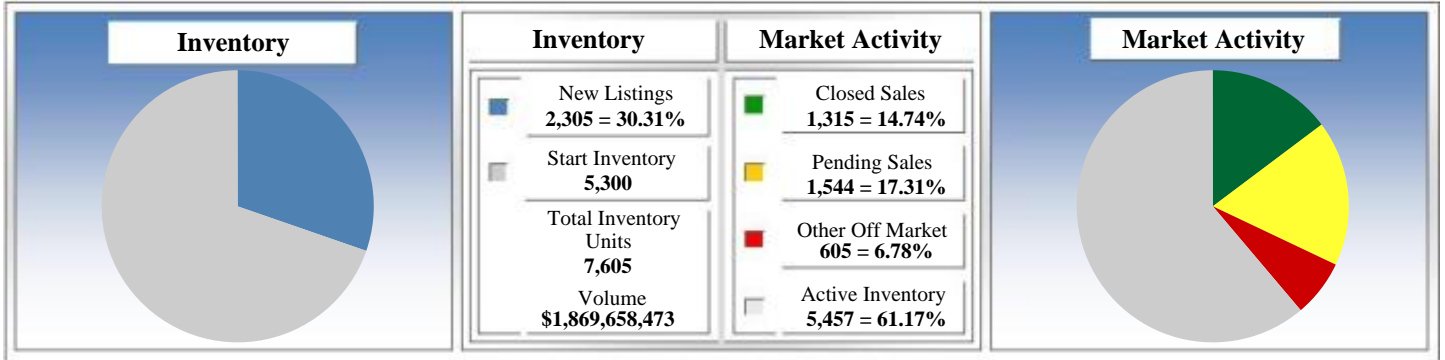 Inventory
Inventory
New Listings
2,305 = 30.31%
Start Inventory
5,300
Total Inventory
Units
7,605
Volume
$1,869,658,473
Market Activity
Closed Sales
1,315 = 14.74%
Pending Sales
1,544 = 17.31%
Other Off Market
605 = 6.78%
Active Inventory
5,457 = 61.17%
Market Activity